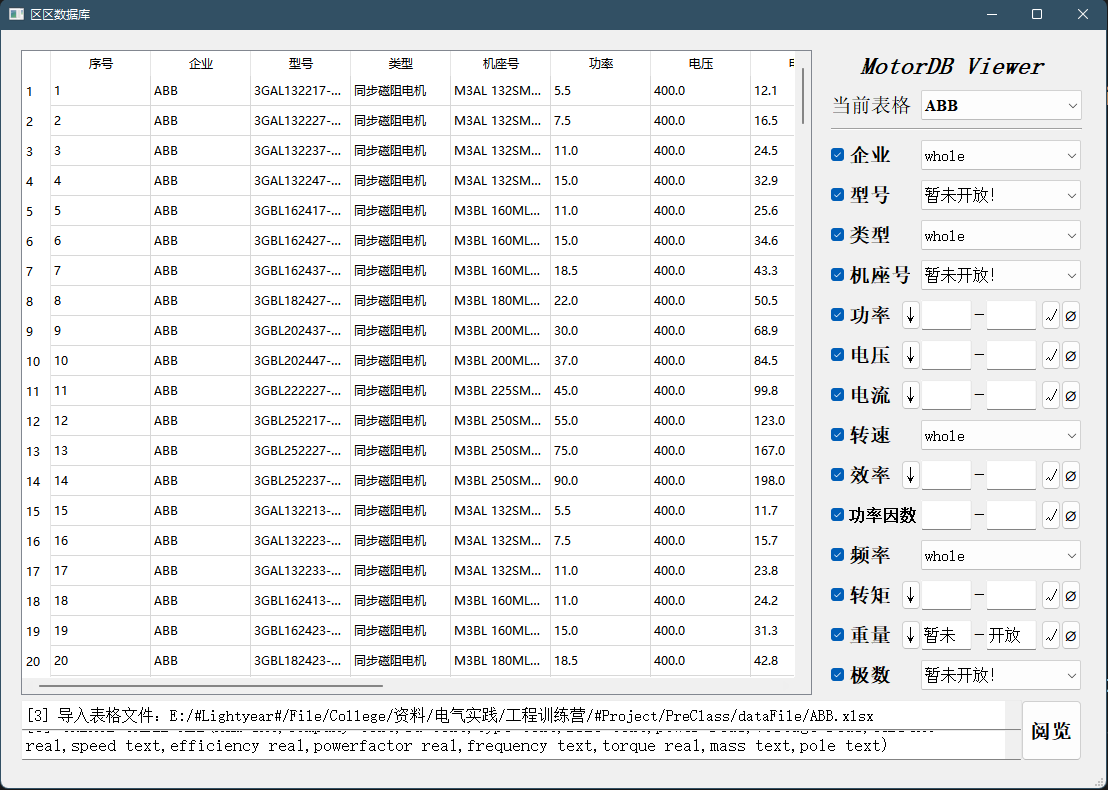 区区数据库
序号 企业 型号 类型 机座号 功率 电压
1 1 ABB 3GAL132217-... 同步磁阻电机 M3AL 132SM... 5.5 400.0 12.1
2 2 ABB 3GAL132227-... 同步磁阻电机 M3AL 132SM... 7.5 400.0 16.5
3 3 ABB 3GAL132237-... 同步磁阻电机 M3AL 132SM... 11.0 400.0 24.5
4 4 ABB 3GAL132247-... 同步磁阻电机 M3AL 132SM... 15.0 400.0 32.9
5 5 ABB 3GBL162417-... 同步磁阻电机 M3BL 160ML... 11.0 400.0 25.6
6 6 ABB 3GBL162427-... 同步磁阻电机 M3BL 160ML... 15.0 400.0 34.6
7 7 ABB 3GBL162437-... 同步磁阻电机 M3BL 160ML... 18.5 400.0 43.3
8 8 ABB 3GBL182427-... 同步磁阻电机 M3BL 180ML... 22.0 400.0 50.5
9 9 ABB 3GBL202437-... 同步磁阻电机 M3BL 200ML... 30.0 400.0 68.9
10 10 ABB 3GBL202447-... 同步磁阻电机 M3BL 200ML... 37.0 400.0 84.5
11 11 ABB 3GBL222227-... 同步磁阻电机 M3BL 225SM... 45.0 400.0 99.8
12 12 ABB 3GBL252217-... 同步磁阻电机 M3BL 250SM... 55.0 400.0 123.0
13 13 ABB 3GBL252227-... 同步磁阻电机 M3BL 250SM... 75.0 400.0 167.0
14 14 ABB 3GBL252237-... 同步磁阻电机 M3BL 250SM... 90.0 400.0 198.0
15 15 ABB 3GAL132213-... 同步磁阻电机 M3AL 132SM... 5.5 400.0 11.7
16 16 ABB 3GAL132223-... 同步磁阻电机 M3AL 132SM... 7.5 400.0 15.7
17 17 ABB 3GAL132233-... 同步磁阻电机 M3AL 132SM... 11.0 400.0 23.8
18 18 ABB 3GBL162413-... 同步磁阻电机 M3BL 160ML... 11.0 400.0 24.2
19 19 ABB 3GBL162423-... 同步磁阻电机 M3BL 160ML... 15.0 400.0 31.3
20 20 ABB 3GBL182423-... 同步磁阻电机 M3BL 180ML... 18.5 400.0 42.8
MotorDB Viewer
当前表格 ABB
企业 whole
型号 暂未开放!
类型 whole
机座号 暂未开放!
功率 ↓ - √ ∅
电压 ↓ - √ ∅
电流 ↓ - √ ∅
转速 whole
效率 ↓ - √ ∅
功率因数 - √ ∅
频率 whole
转矩 ↓ - √ ∅
重量 ↓ 暂未 - 开放 √ ∅
极数 暂未开放!
[3] 导入表格文件: E:/#Lightyear#/File/College/资料/电气实践/工程训练营/#Project/PreClass/dataFile/ABB.xlsx
real,speed text,efficiency real,powerfactor real,frequency text,torque real,mass text,pole text)
阅览